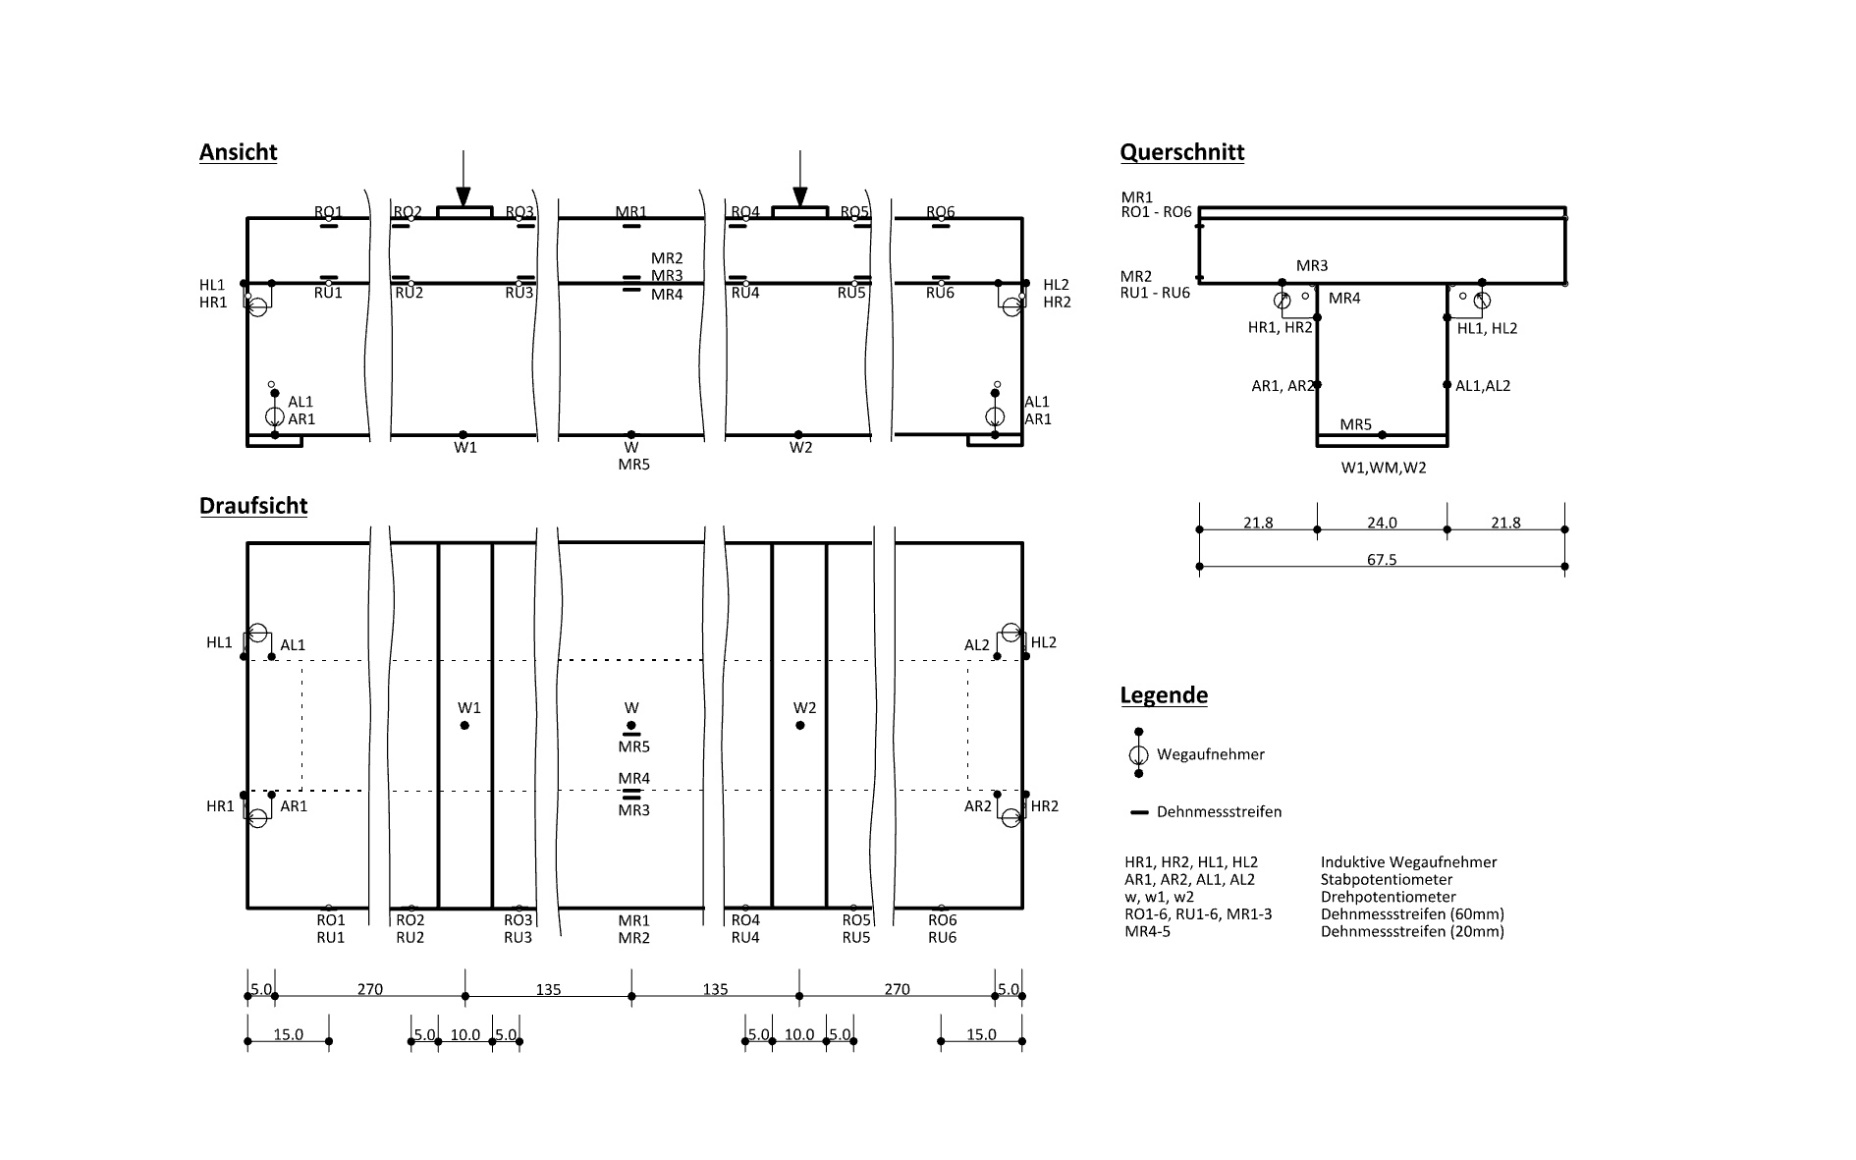 Ansicht
RO1 RO2 RO3 MR1 RO4 RO5 RO6
MR2
MR3
MR4
HL1
HR1
RU1 RU2 RU3 RU4 RU5 RU6
HL2
HR2
AL1
AR1
AL1
AR1
W1 W W2
MR5
Querschnitt
MR1
RO1 - RO6
MR2
RU1 - RU6
MR3
MR4
HR1, HR2
HL1, HL2
AR1, AR2
AL1,AL2
MR5
W1,WM,W2
21.8 24.0 21.8
67.5
Draufsicht
HL1 AL1 AL2 HL2
W1 W W2
MR5
MR4
HR1 AR1 AR2 HR2
MR3
RO1 RO2 RO3 MR1 RO4 RO5 RO6
RU1 RU2 RU3 MR2 RU4 RU5 RU6
5.0 270 135 135 270 5.0
15.0 5.0 10.0 5.0 5.0 10.0 5.0 15.0
Legende
Wegaufnehmer
Dehnmessstreifen
HR1, HR2, HL1, HL2 Induktive Wegaufnehmer
AR1, AR2, AL1, AL2 Stabpotentiometer
w, w1, w2 Drehpotentiometer
RO1-6, RU1-6, MR1-3 Dehnmessstreifen (60mm)
MR4-5 Dehnmessstreifen (20mm)